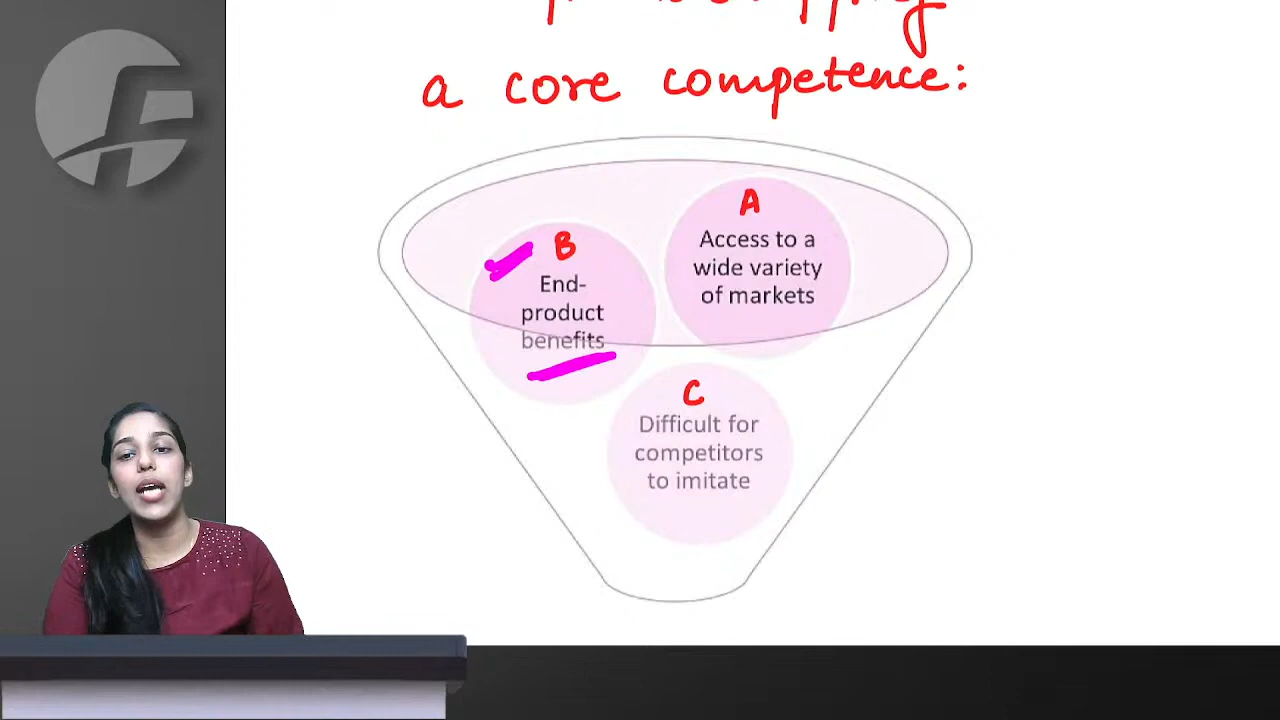 a core competence:
A
Access to a
wide variety
of markets
B
End-
product
benefits
C
Difficult for
competitors
to imitate